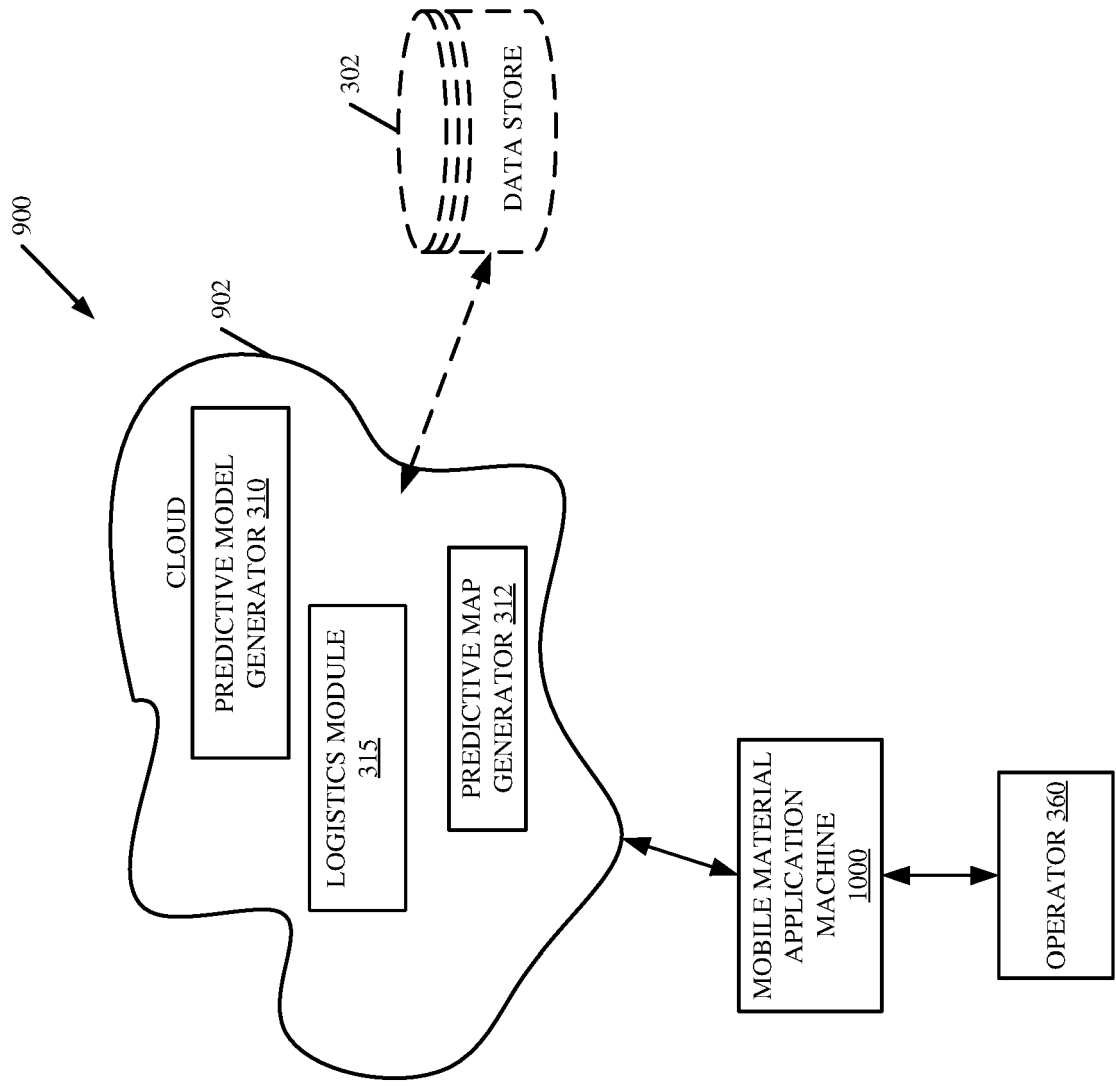 900
902
CLOUD
PREDICTIVE MODEL
GENERATOR 310
LOGISTICS MODULE
315
PREDICTIVE MAP
GENERATOR 312
302
DATA STORE
MOBILE MATERIAL
APPLICATION
MACHINE
1000
OPERATOR 360